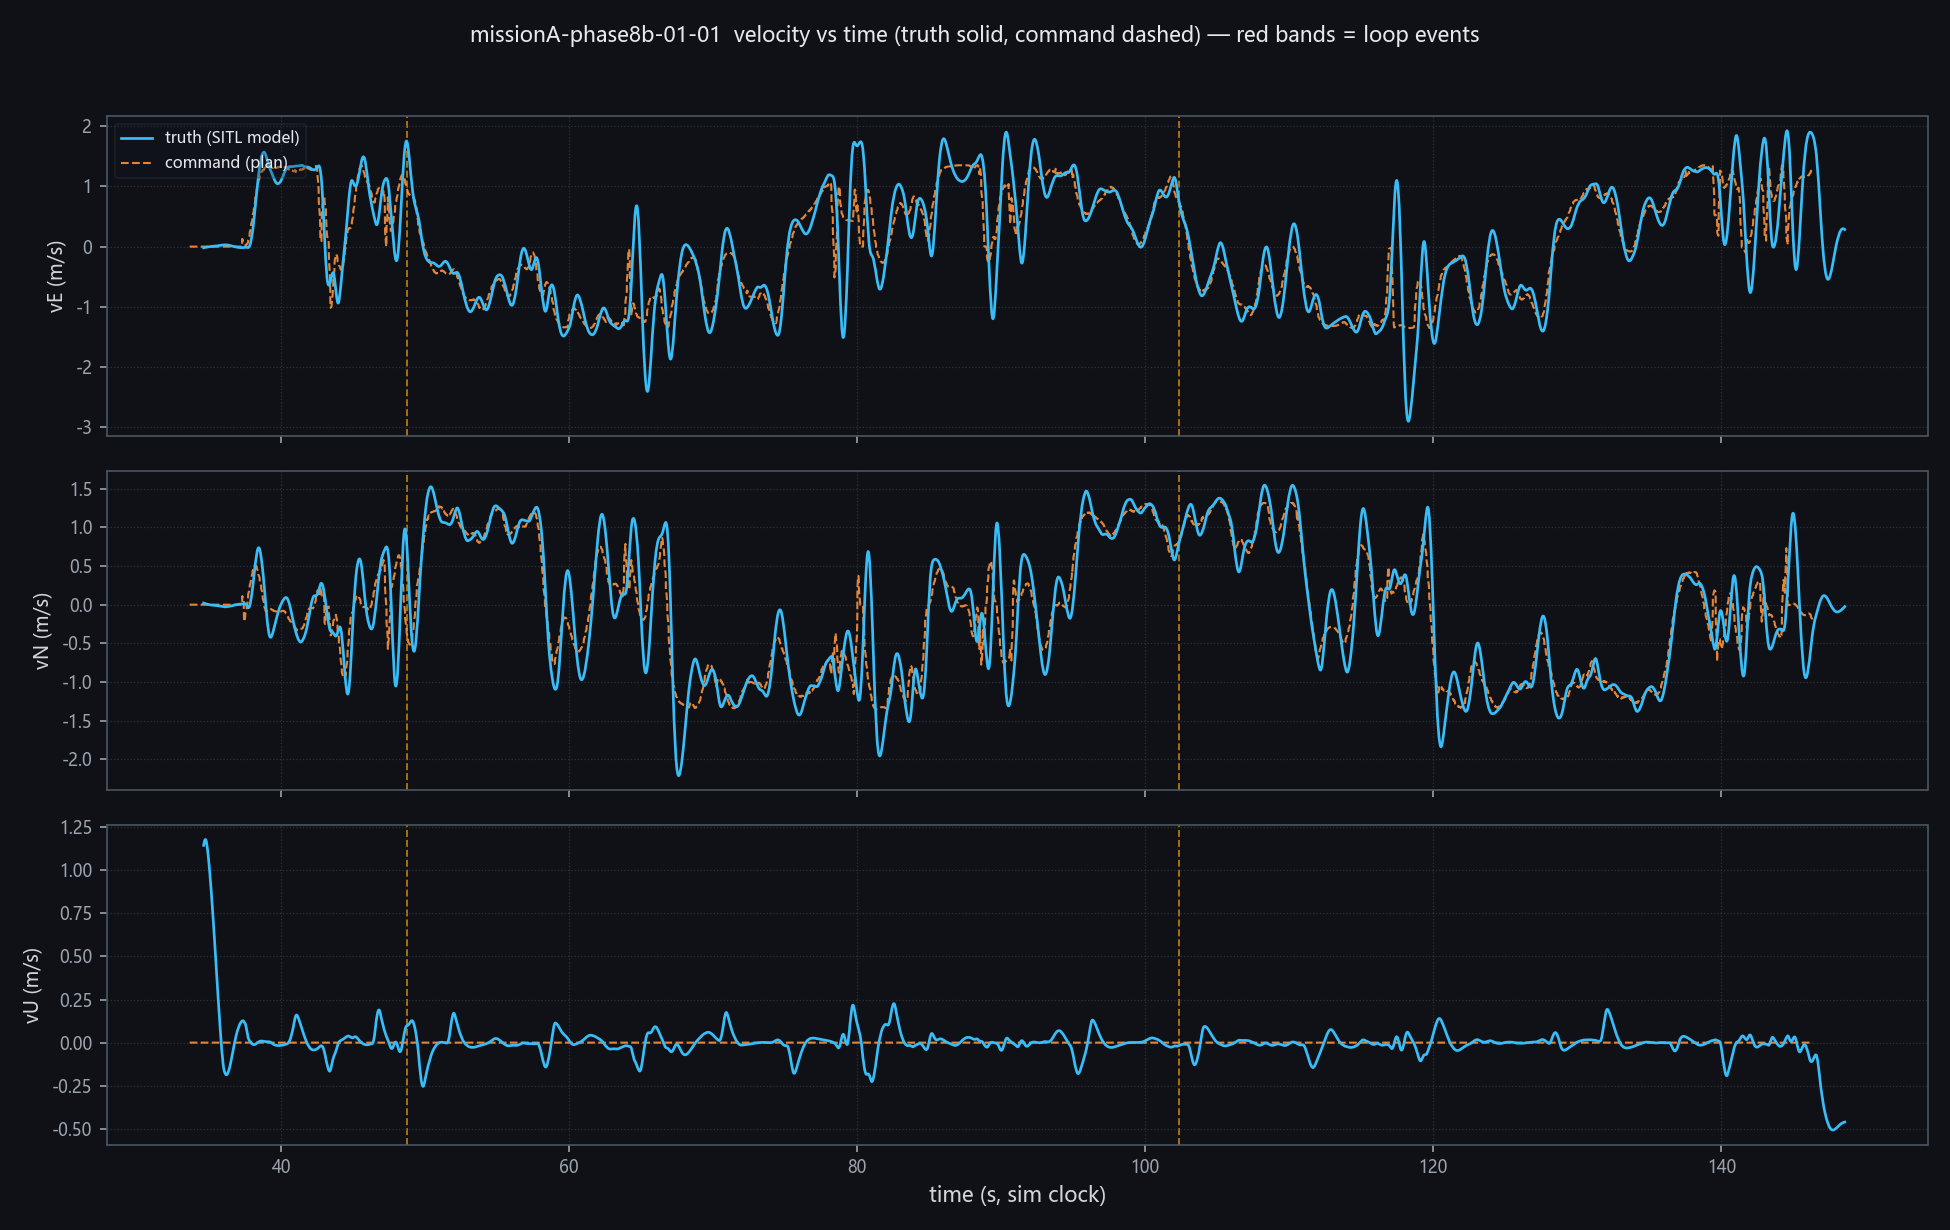 missionA-phase8b-01-01  velocity vs time (truth solid, command dashed) — red bands = loop events
truth (SITL model)
command (plan)
vE (m/s)
2
1
0
-1
-2
-3
vN (m/s)
1.5
1.0
0.5
0.0
-0.5
-1.0
-1.5
-2.0
vU (m/s)
1.25
1.00
0.75
0.50
0.25
0.00
-0.25
-0.50
40 60 80 100 120 140
time (s, sim clock)